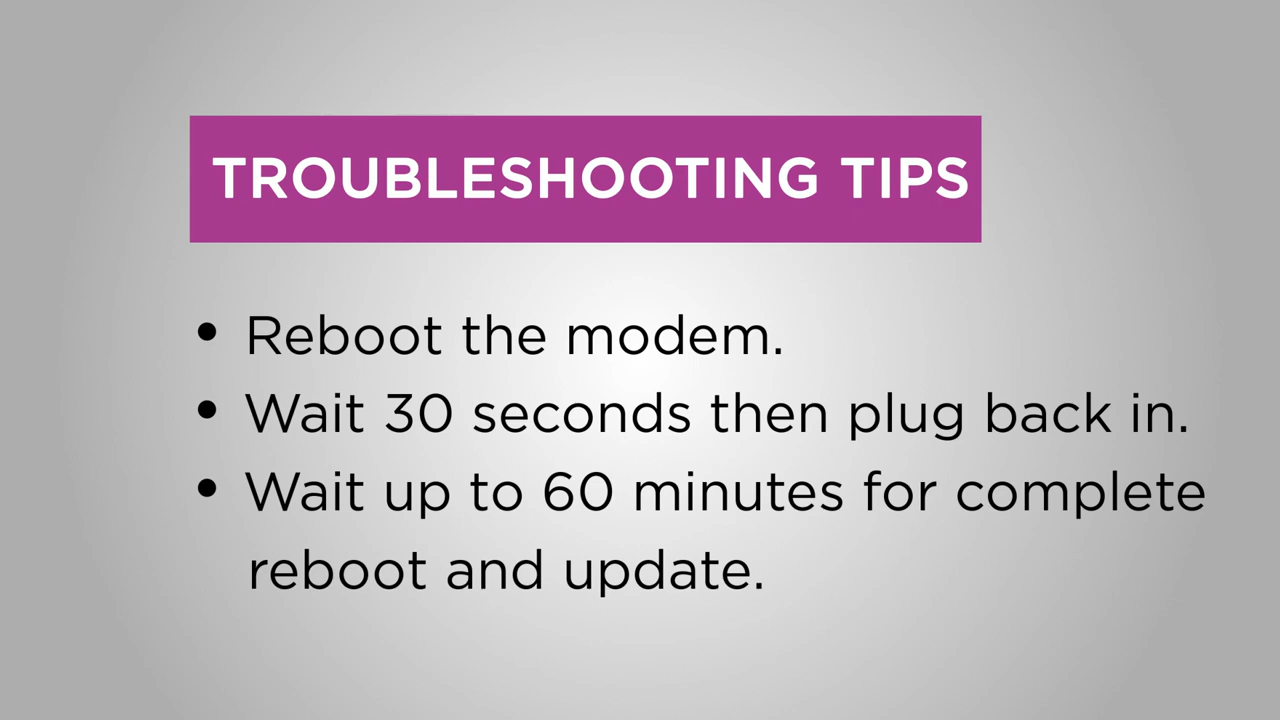 TROUBLESHOOTING TIPS
• Reboot the modem.
• Wait 30 seconds then plug back in.
• Wait up to 60 minutes for complete
reboot and update.